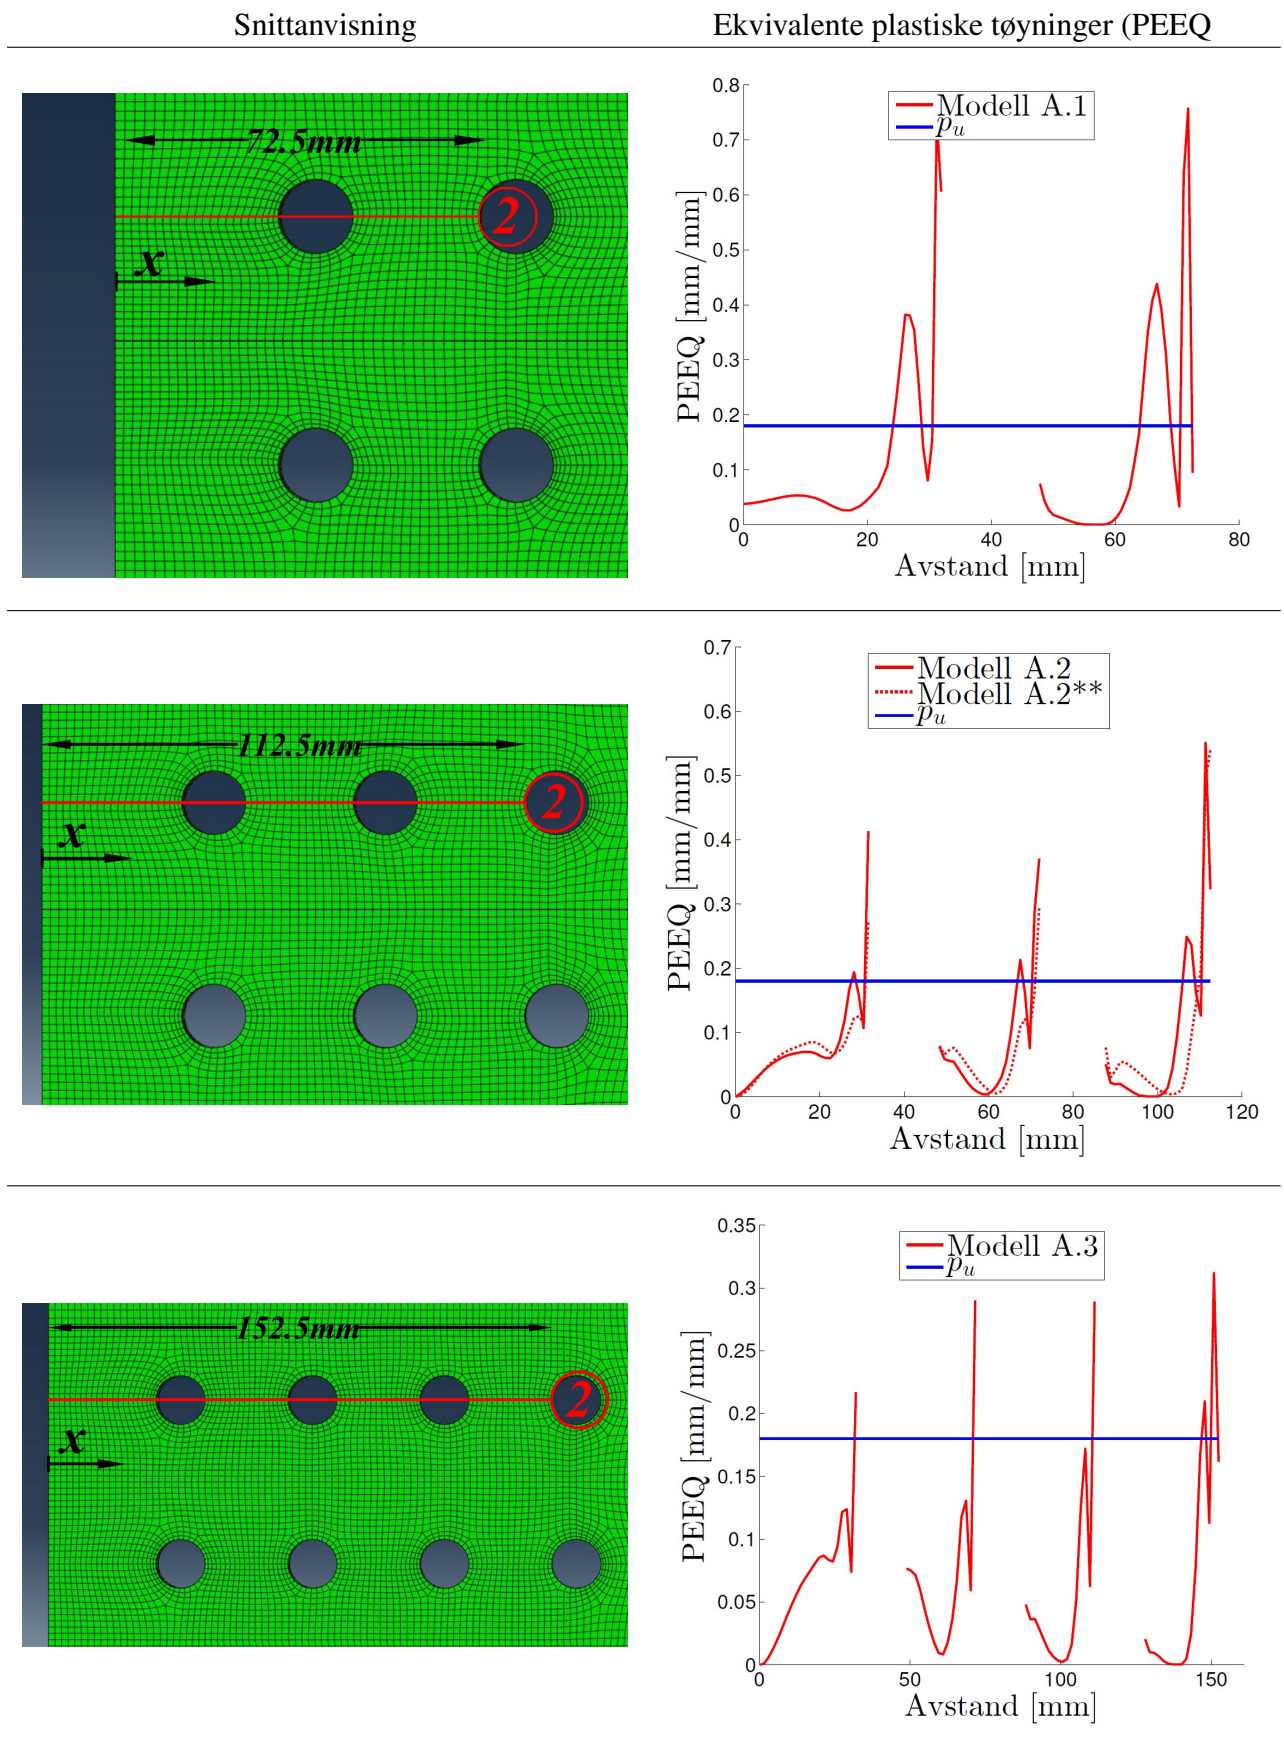 Snittanvisning
Ekvivalente plastiske tøyninger (PEEQ
72.5mm
2
x
0.8
0.7
0.6
0.5
0.4
0.3
0.2
0.1
0
PEEQ [mm/mm]
Modell A.1
p_u
0 20 40 60 80
Avstand [mm]
112.5mm
2
x
0.7
0.6
0.5
0.4
0.3
0.2
0.1
0
PEEQ [mm/mm]
Modell A.2
Modell A.2**
p_u
0 20 40 60 80 100 120
Avstand [mm]
152.5mm
2
x
0.35
0.3
0.25
0.2
0.15
0.1
0.05
0
PEEQ [mm/mm]
Modell A.3
p_u
0 50 100 150
Avstand [mm]